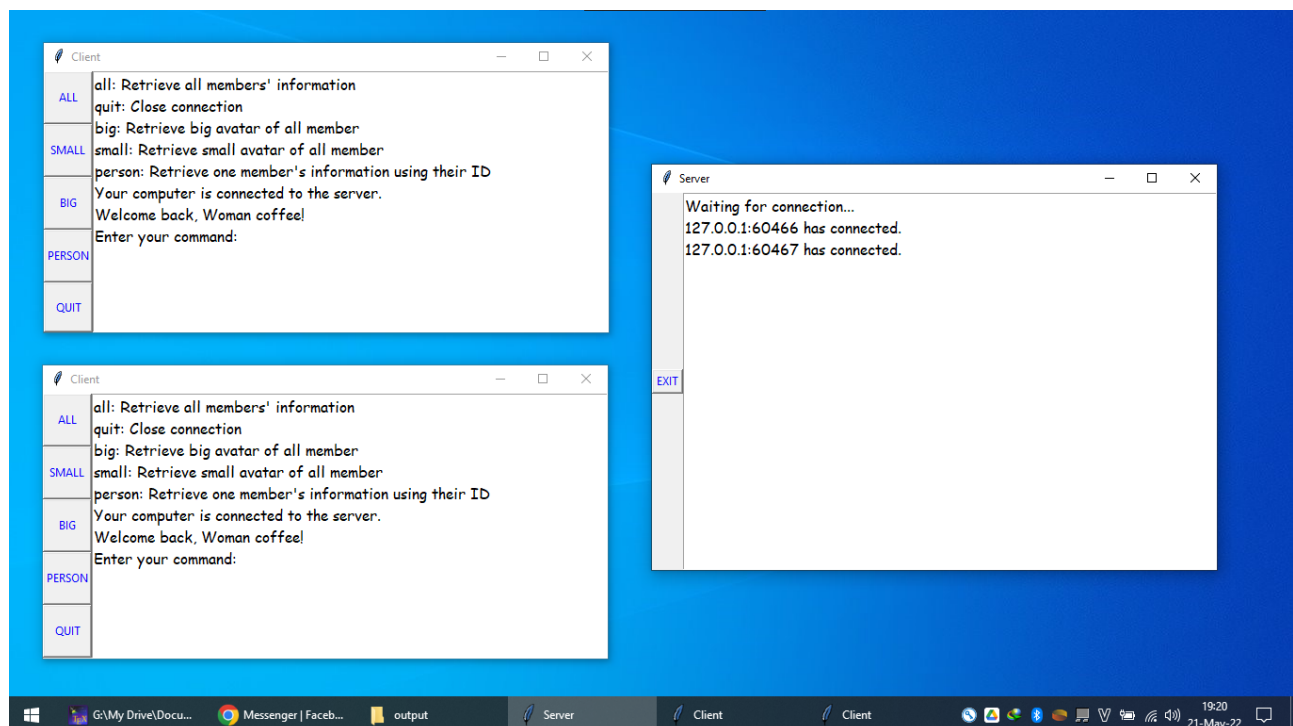 Client
ALL
SMALL
BIG
PERSON
QUIT
all: Retrieve all members' information
quit: Close connection
big: Retrieve big avatar of all member
small: Retrieve small avatar of all member
person: Retrieve one member's information using their ID
Your computer is connected to the server.
Welcome back, Woman coffee!
Enter your command:
Client
ALL
SMALL
BIG
PERSON
QUIT
all: Retrieve all members' information
quit: Close connection
big: Retrieve big avatar of all member
small: Retrieve small avatar of all member
person: Retrieve one member's information using their ID
Your computer is connected to the server.
Welcome back, Woman coffee!
Enter your command:
Server
EXIT
Waiting for connection...
127.0.0.1:60466 has connected.
127.0.0.1:60467 has connected.
G:\My Drive\Docu...
Messenger | Faceb...
output
Server
Client
Client
19:20
21-May-22